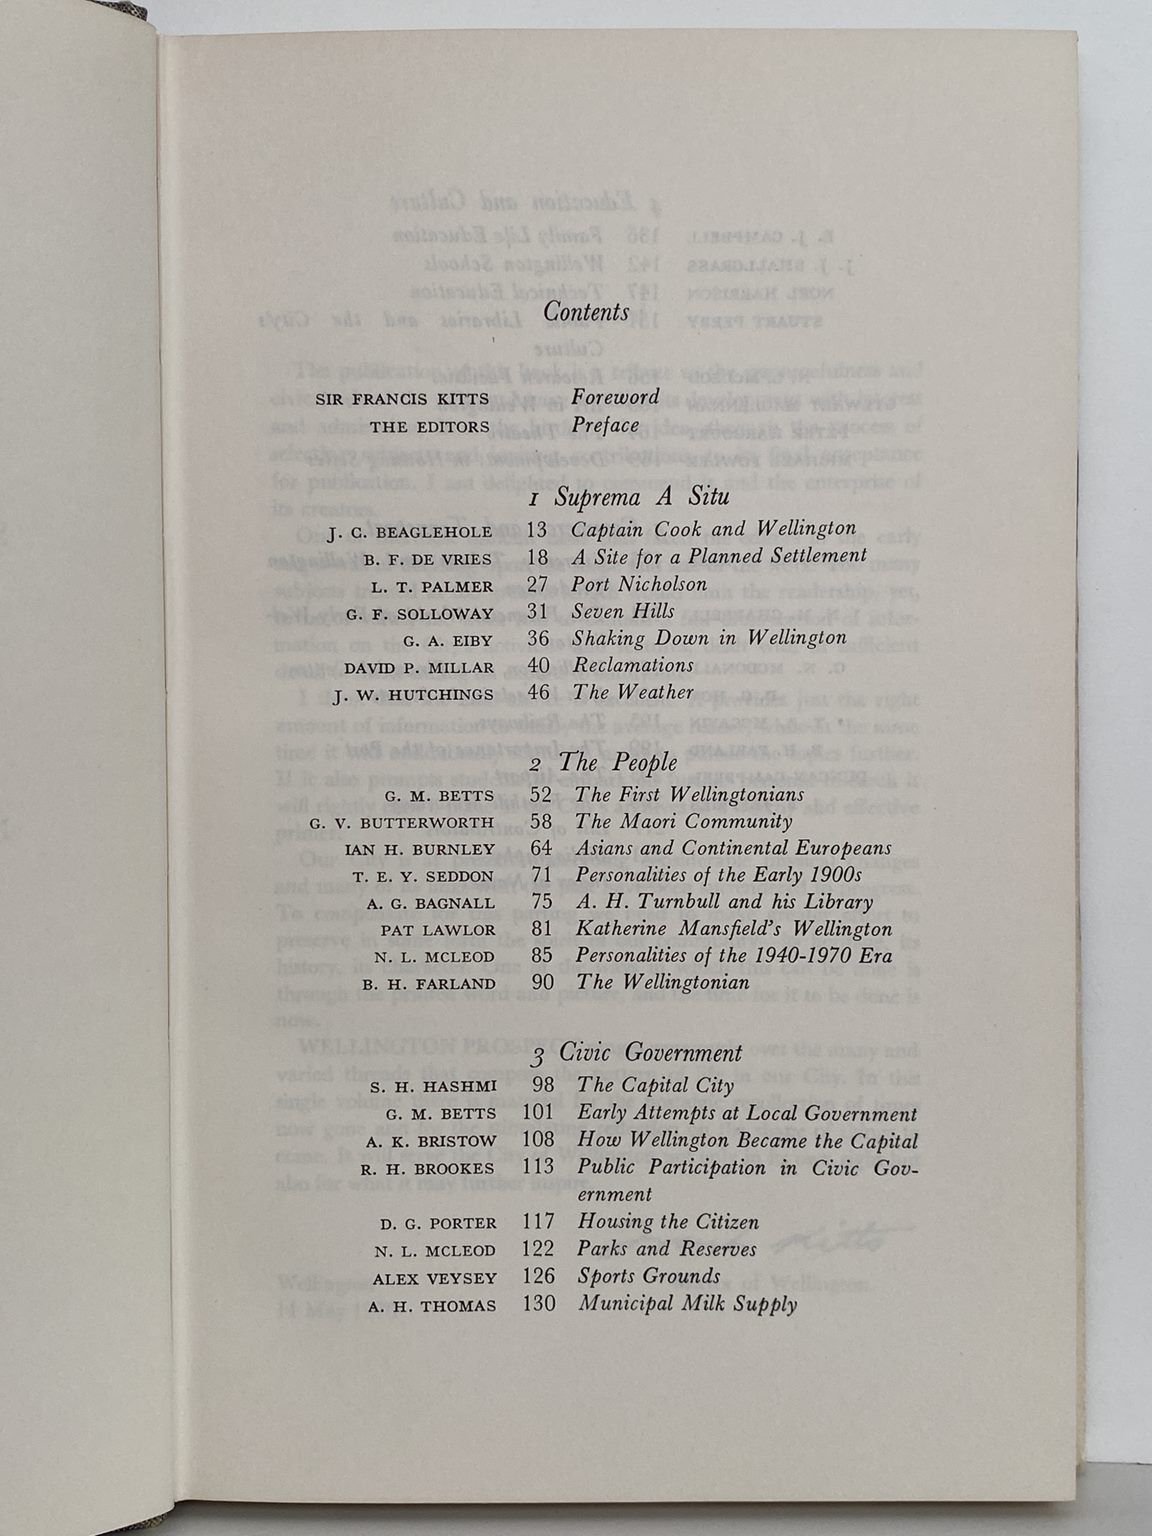 Contents
SIR FRANCIS KITTS Foreword
THE EDITORS Preface
1 Suprema A Situ
J. C. BEAGLEHOLE 13 Captain Cook and Wellington
B. F. DE VRIES 18 A Site for a Planned Settlement
L. T. PALMER 27 Port Nicholson
G. F. SOLLOWAY 31 Seven Hills
G. A. EIBY 36 Shaking Down in Wellington
DAVID P. MILLAR 40 Reclamations
J. W. HUTCHINGS 46 The Weather
2 The People
G. M. BETTS 52 The First Wellingtonians
G. V. BUTTERWORTH 58 The Maori Community
IAN H. BURNLEY 64 Asians and Continental Europeans
T. E. Y. SEDDON 71 Personalities of the Early 1900s
A. G. BAGNALL 75 A. H. Turnbull and his Library
PAT LAWLOR 81 Katherine Mansfield's Wellington
N. L. MCLEOD 85 Personalities of the 1940-1970 Era
B. H. FARLAND 90 The Wellingtonian
3 Civic Government
S. H. HASHMI 98 The Capital City
G. M. BETTS 101 Early Attempts at Local Government
A. K. BRISTOW 108 How Wellington Became the Capital
R. H. BROOKES 113 Public Participation in Civic Gov-
ernment
D. G. PORTER 117 Housing the Citizen
N. L. MCLEOD 122 Parks and Reserves
ALEX VEYSEY 126 Sports Grounds
A. H. THOMAS 130 Municipal Milk Supply